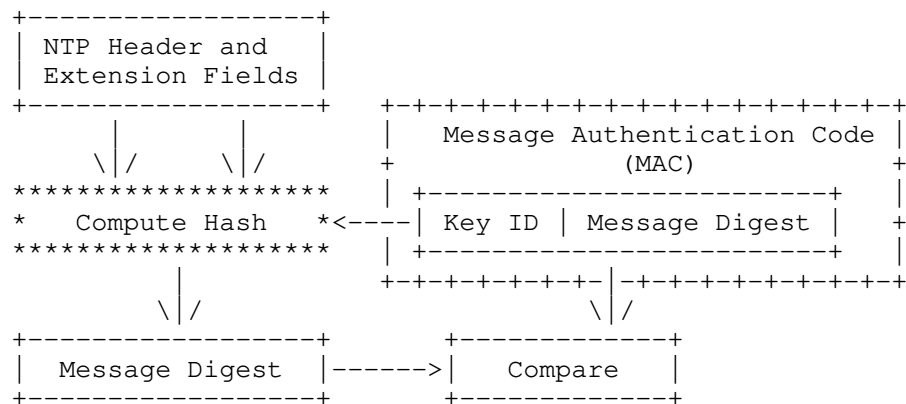 NTP Header and
Extension Fields
Message Authentication Code
(MAC)
Compute Hash
Key ID | Message Digest
Message Digest
Compare